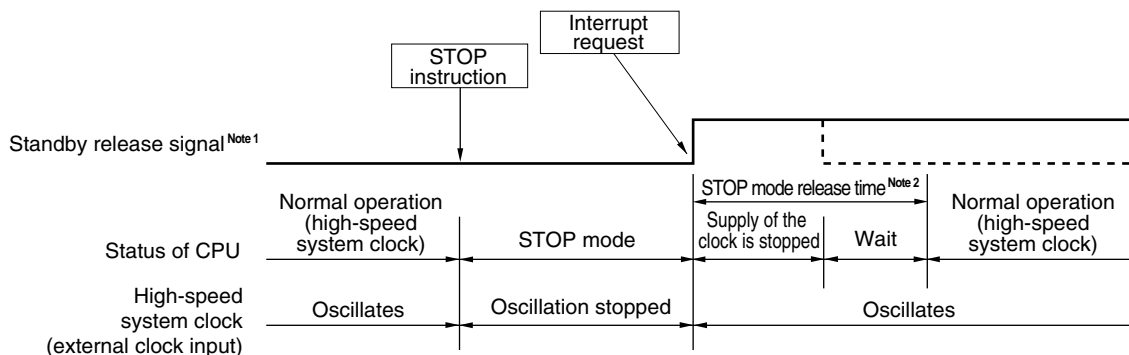 Interrupt
request
STOP
instruction
Standby release signal Note 1
STOP mode release time Note 2
Normal operation
(high-speed
system clock)
Supply of the
clock is stopped
Normal operation
(high-speed
system clock)
Status of CPU
STOP mode
Wait
High-speed
system clock
(external clock input)
Oscillates
Oscillation stopped
Oscillates